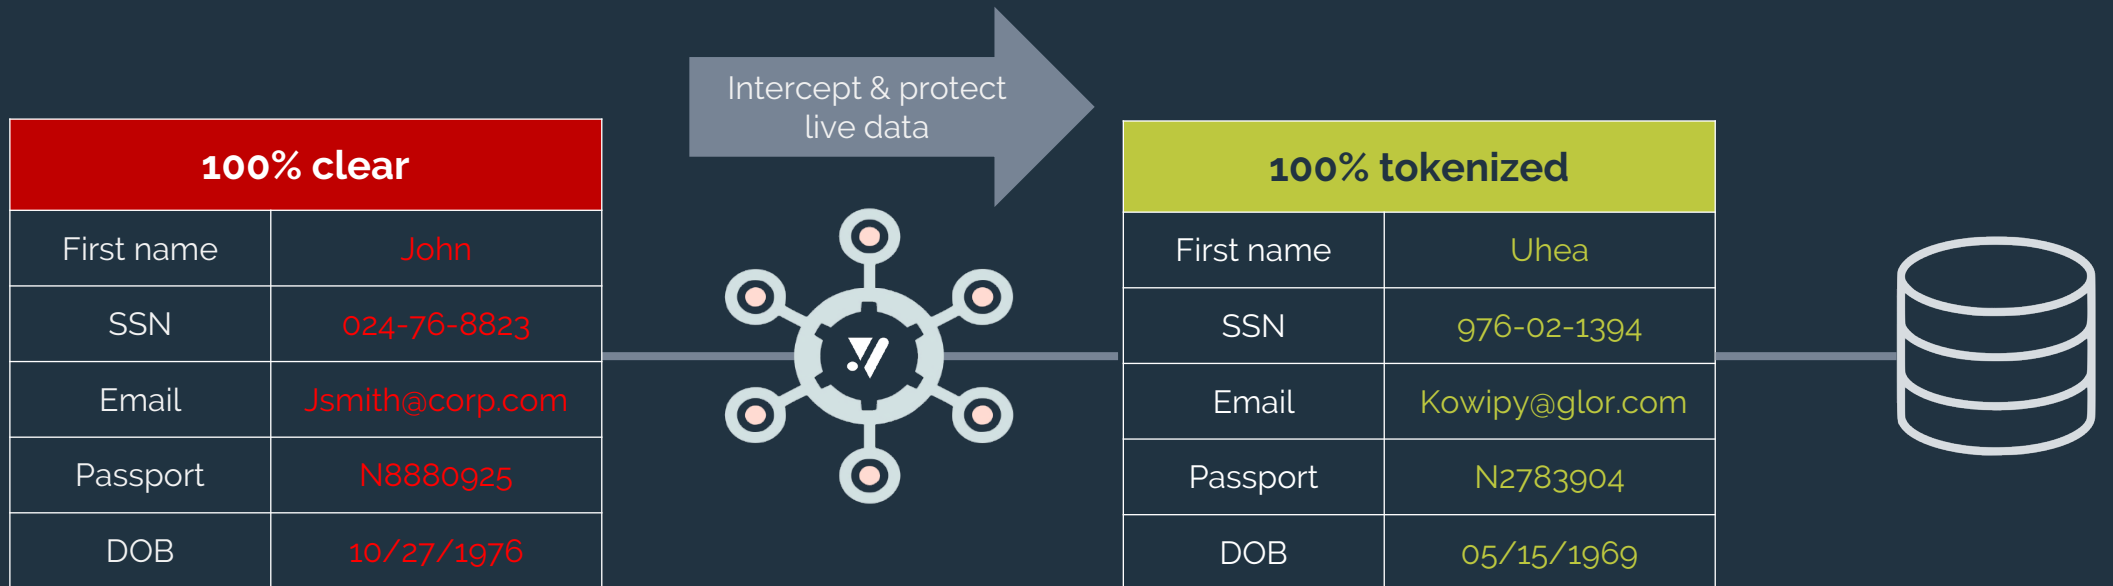 Intercept & protect
live data
100% clear
First name John
SSN 024-76-8823
Email Jsmith@corp.com
Passport N8880925
DOB 10/27/1976
100% tokenized
First name Uhea
SSN 976-02-1394
Email Kowipy@glor.com
Passport N2783904
DOB 05/15/1969